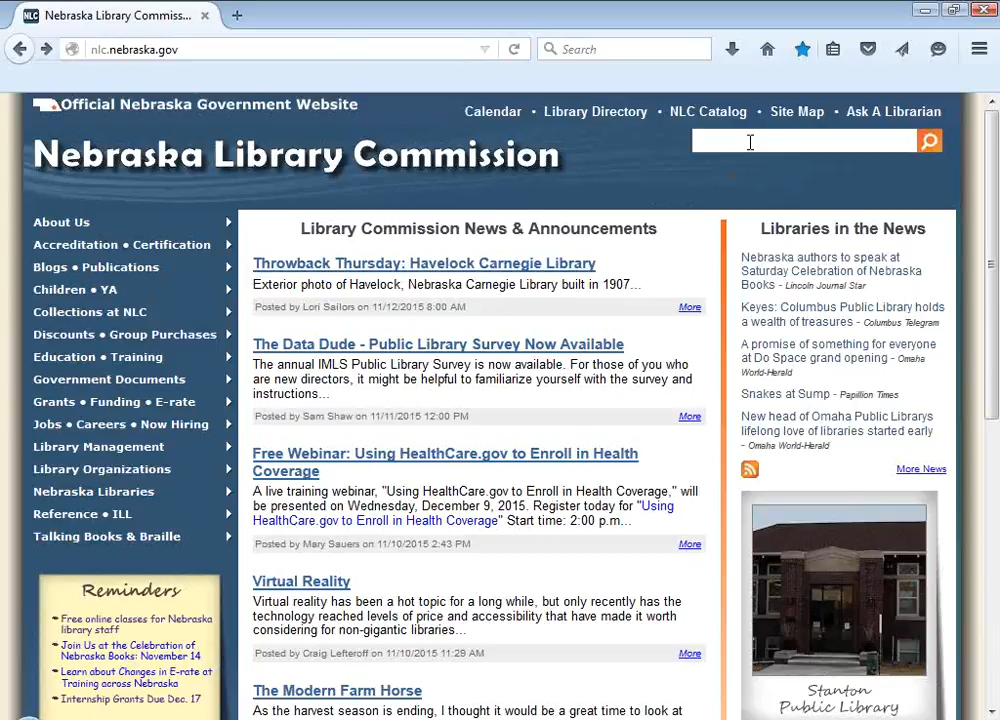 Nebraska Library Commiss...
nlc.nebraska.gov
Search
Official Nebraska Government Website
Calendar • Library Directory • NLC Catalog • Site Map • Ask A Librarian
Nebraska Library Commission
About Us
Accreditation • Certification
Blogs • Publications
Children • YA
Collections at NLC
Discounts • Group Purchases
Education • Training
Government Documents
Grants • Funding • E-rate
Jobs • Careers • Now Hiring
Library Management
Library Organizations
Nebraska Libraries
Reference • ILL
Talking Books & Braille
Reminders
Free online classes for Nebraska
library staff
Join Us at the Celebration of
Nebraska Books: November 14
Learn about Changes in E-rate at
Training across Nebraska
Internship Grants Due Dec. 17
Library Commission News & Announcements
Throwback Thursday: Havelock Carnegie Library
Exterior photo of Havelock, Nebraska Carnegie Library built in 1907...
Posted by Lori Sailors on 11/12/2015 8:00 AM More
The Data Dude - Public Library Survey Now Available
The annual IMLS Public Library Survey is now available. For those of you who
are new directors, it might be helpful to familiarize yourself with the survey and
instructions...
Posted by Sam Shaw on 11/11/2015 12:00 PM More
Free Webinar: Using HealthCare.gov to Enroll in Health
Coverage
A live training webinar, "Using HealthCare.gov to Enroll in Health Coverage," will
be presented on Wednesday, December 9, 2015. Register today for "Using
HealthCare.gov to Enroll in Health Coverage" Start time: 2:00 p.m...
Posted by Mary Sauers on 11/10/2015 2:43 PM More
Virtual Reality
Virtual reality has been a hot topic for a long while, but only recently has the
technology reached levels of price and accessibility that have made it worth
considering for non-gigantic libraries...
Posted by Craig Lefteroff on 11/10/2015 11:29 AM More
The Modern Farm Horse
As the harvest season is ending, I thought it would be a great time to look at
Libraries in the News
Nebraska authors to speak at
Saturday Celebration of Nebraska
Books - Lincoln Journal Star
Keyes: Columbus Public Library holds
a wealth of treasures - Columbus Telegram
A promise of something for everyone
at Do Space grand opening - Omaha
World-Herald
Snakes at Sump - Papillion Times
New head of Omaha Public Librarys
lifelong love of libraries started early
- Omaha World-Herald
More News
Stanton
Public Library